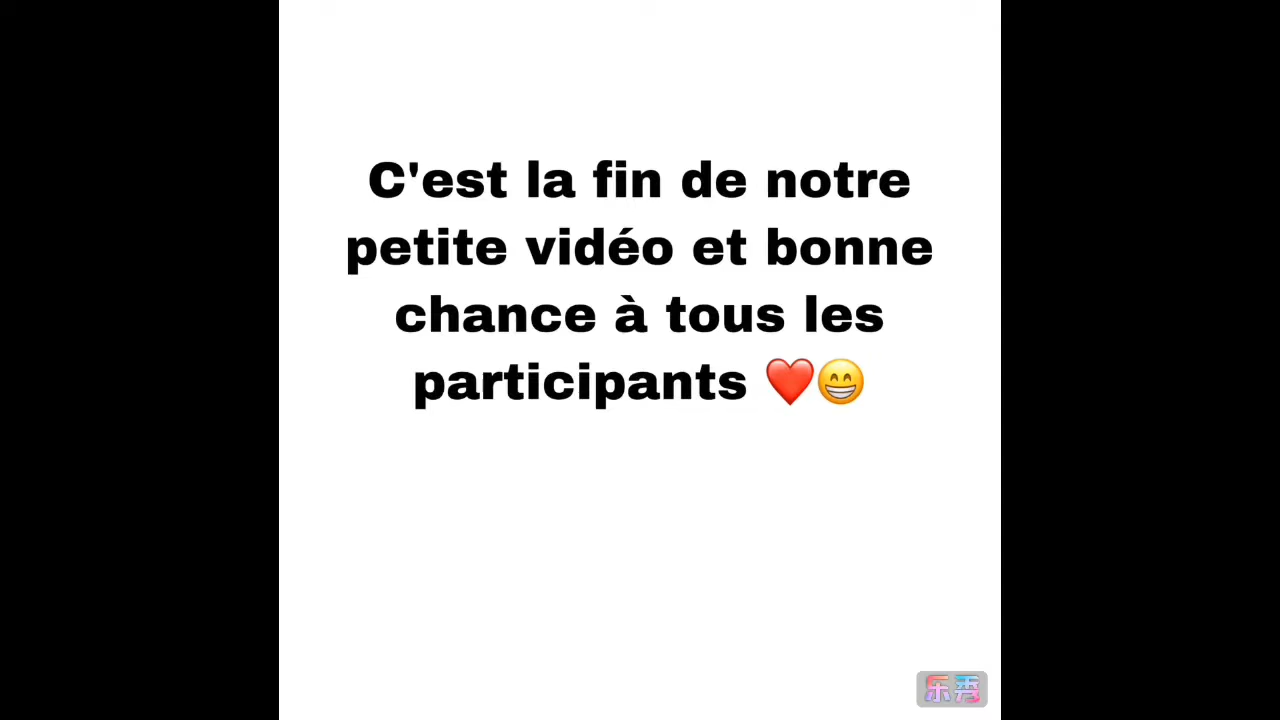 C'est la fin de notre
petite vidéo et bonne
chance à tous les
participants ❤️😁
乐秀